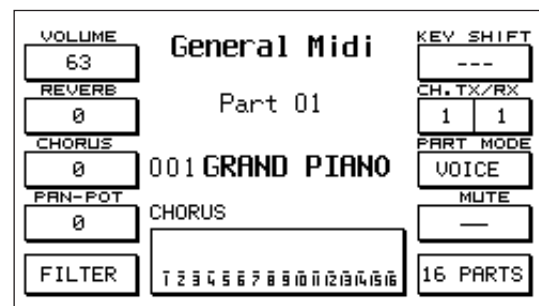 VOLUME
63
General Midi
KEY SHIFT
---
REVERB
0
Part 01
CH.TX/RX
1 1
CHORUS
0
001 GRAND PIANO
PART MODE
VOICE
PAN-POT
0
CHORUS
MUTE
—
FILTER
1 2 3 4 5 6 7 8 9 10 11 12 13 14 15 16
16 PARTS